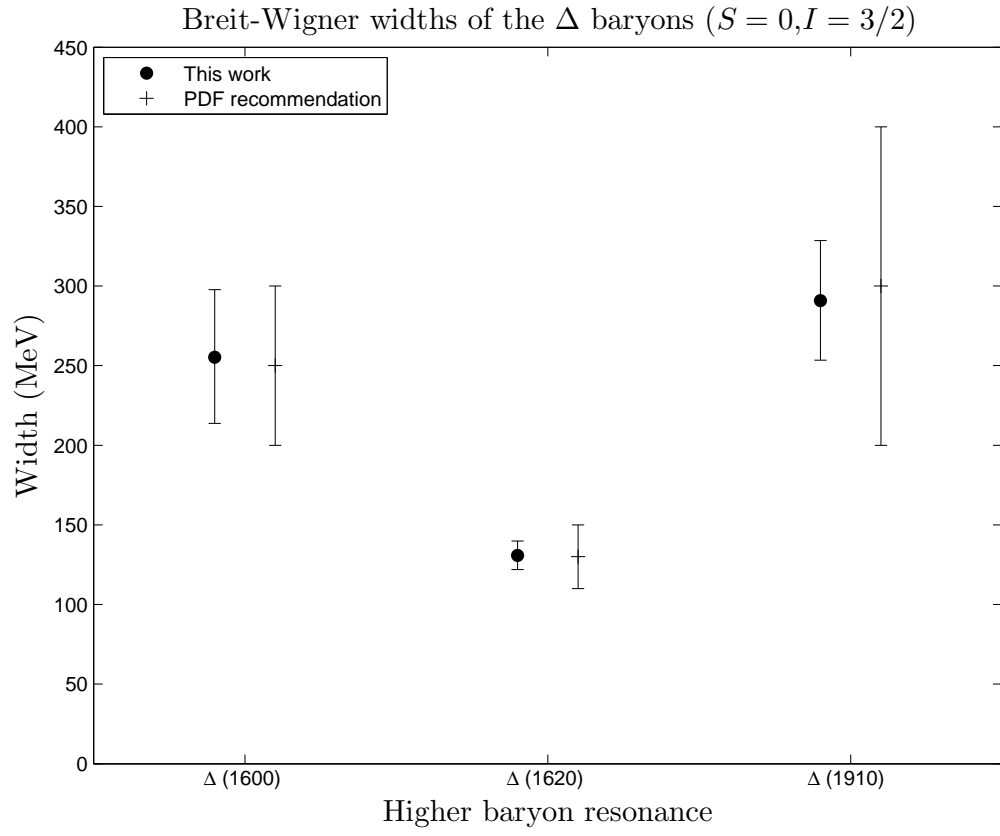 Breit-Wigner widths of the Δ baryons (S = 0,I = 3/2)
This work
PDF recommendation
Width (MeV)
450
400
350
300
250
200
150
100
50
0
Δ (1600)
Δ (1620)
Δ (1910)
Higher baryon resonance